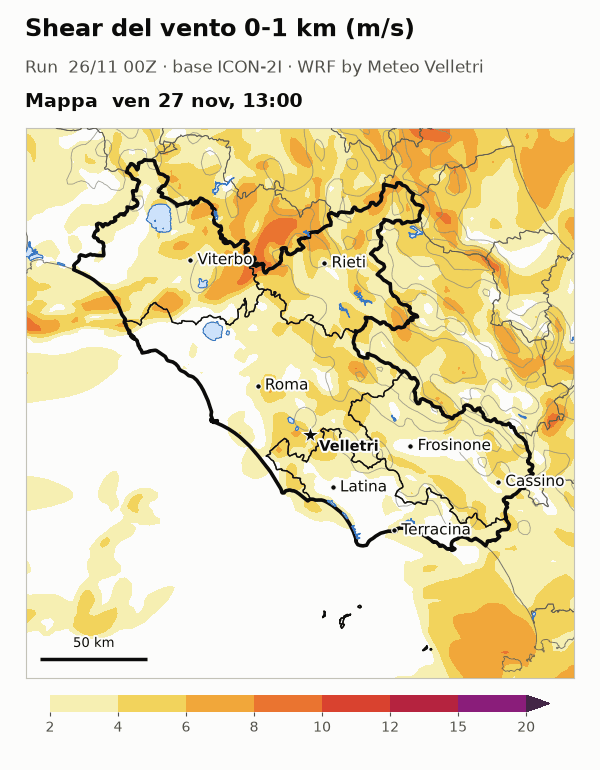 Shear del vento 0-1 km (m/s)
Run  26/11 00Z · base ICON-2I · WRF by Meteo Velletri
Mappa  ven 27 nov, 13:00
Viterbo
Rieti
Roma
Velletri
Frosinone
Latina
Cassino
Terracina
50 km
2 4 6 8 10 12 15 20